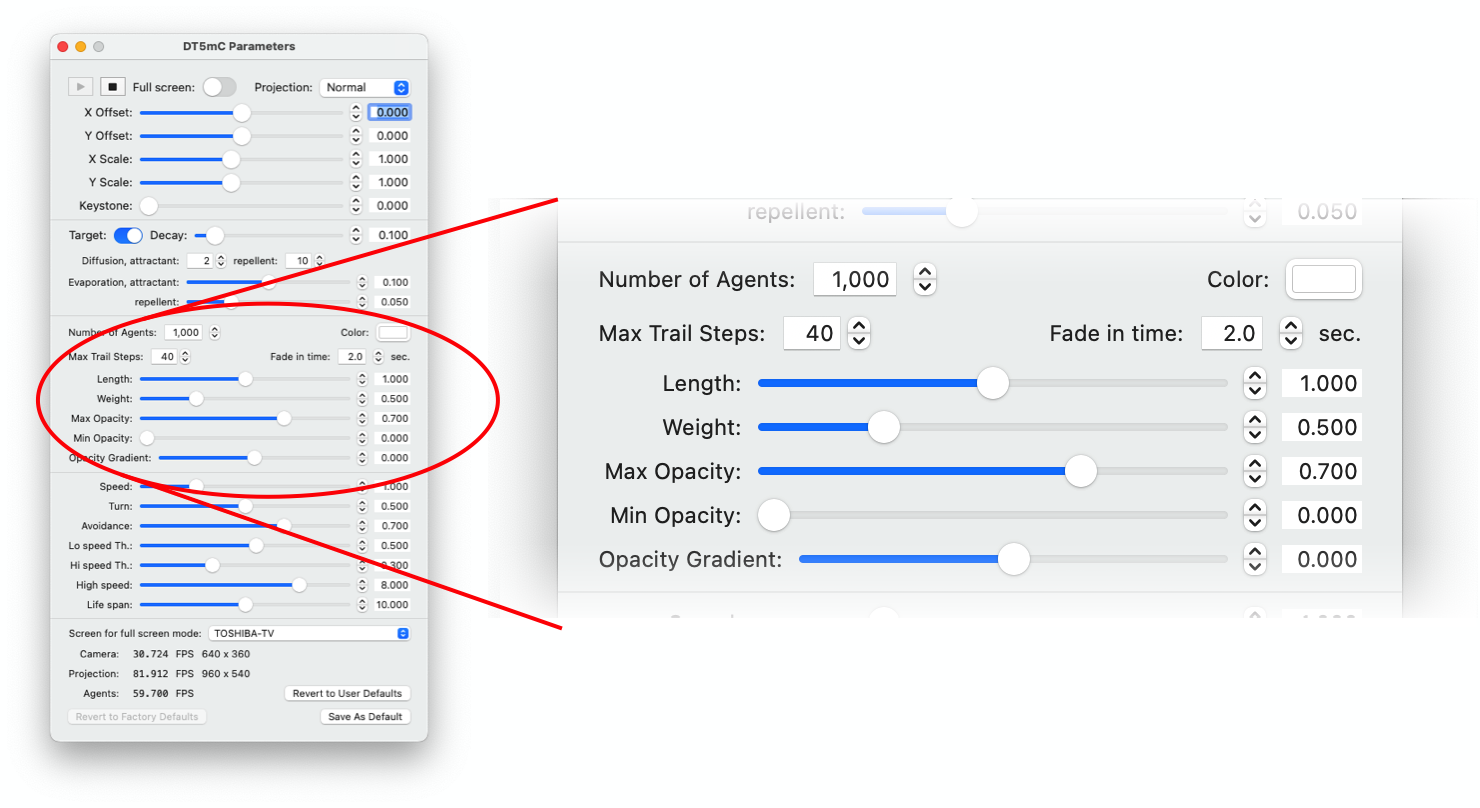 DT5mC Parameters
Full screen: Projection: Normal
X Offset: 0.000
Y Offset: 0.000
X Scale: 1.000
Y Scale: 1.000
Keystone: 0.000
Target: Decay: 0.100
Diffusion, attractant: 2 repellent: 10
Evaporation, attractant: 0.100
repellent: 0.050
Number of Agents: 1,000 Color:
Max Trail Steps: 40 Fade in time: 2.0 sec.
Length: 1.000
Weight: 0.500
Max Opacity: 0.700
Min Opacity: 0.000
Opacity Gradient: 0.000
Speed: 1.000
Turn: 0.500
Avoidance: 0.700
Lo speed Th.: 0.500
Hi speed Th.: 0.300
High speed: 8.000
Life span: 10.000
Screen for full screen mode: TOSHIBA-TV
Camera: 30.724 FPS 640 x 360
Projection: 81.912 FPS 960 x 540
Agents: 59.700 FPS Revert to User Defaults
Revert to Factory Defaults Save As Default
repellent: 0.050
Number of Agents: 1,000 Color:
Max Trail Steps: 40 Fade in time: 2.0 sec.
Length: 1.000
Weight: 0.500
Max Opacity: 0.700
Min Opacity: 0.000
Opacity Gradient: 0.000